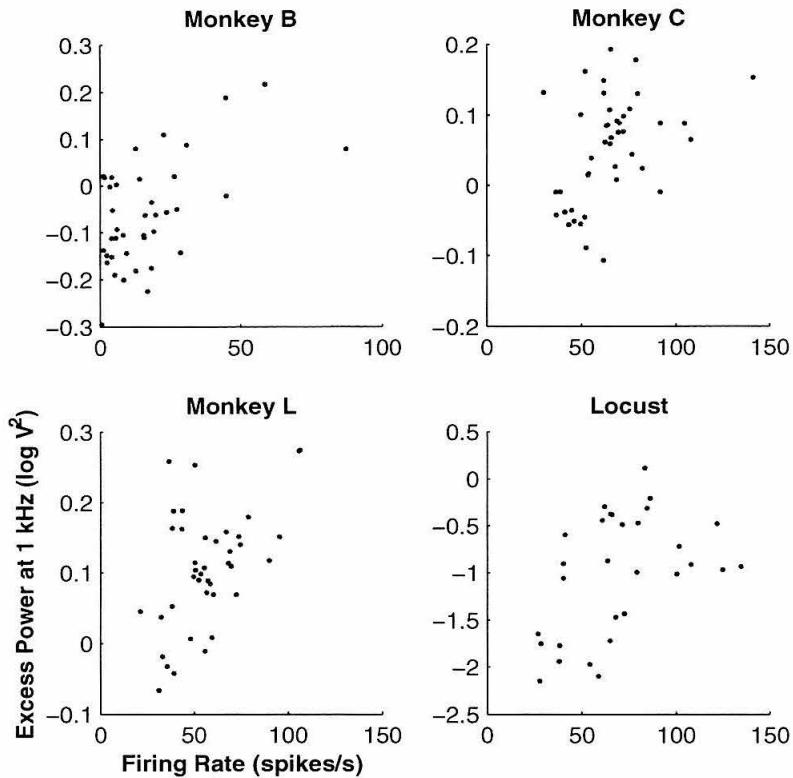 Monkey B
0.3
0.2
0.1
0
−0.1
−0.2
−0.3
0 50 100
Monkey C
0.2
0.1
0
−0.1
−0.2
0 50 100 150
Monkey L
0.3
0.2
0.1
0
−0.1
0 50 100 150
Locust
0.5
0
−0.5
−1
−1.5
−2
−2.5
0 50 100 150
Excess Power at 1 kHz (log V²)
Firing Rate (spikes/s)